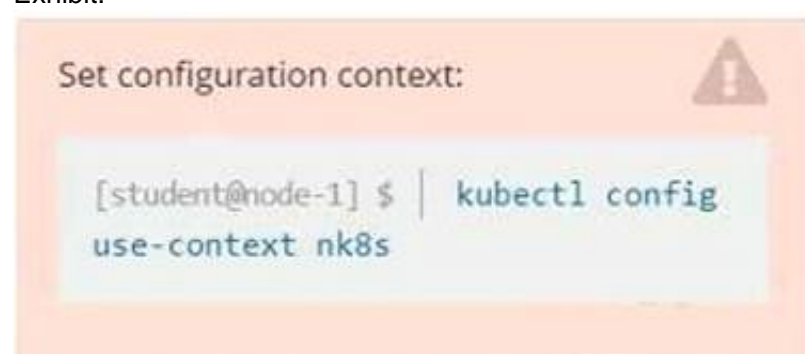 Exhibit:
Set configuration context:
[student@node-1] $ | kubectl config
use-context nk8s